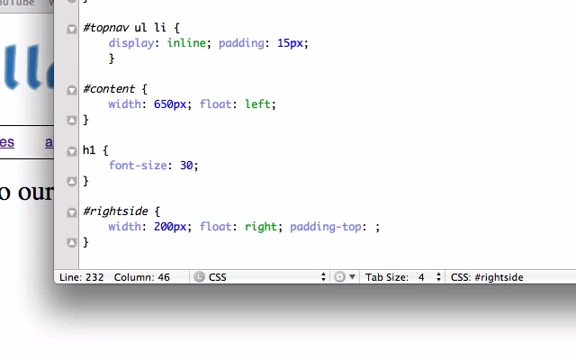 ouTube
#topnav ul li {
display: inline; padding: 15px;
}
#content {
width: 650px; float: left;
}
h1 {
font-size: 30;
}
#rightside {
width: 200px; float: right; padding-top: ;
}
es
o our
Line: 232 Column: 46 CSS Tab Size: 4 CSS: #rightside